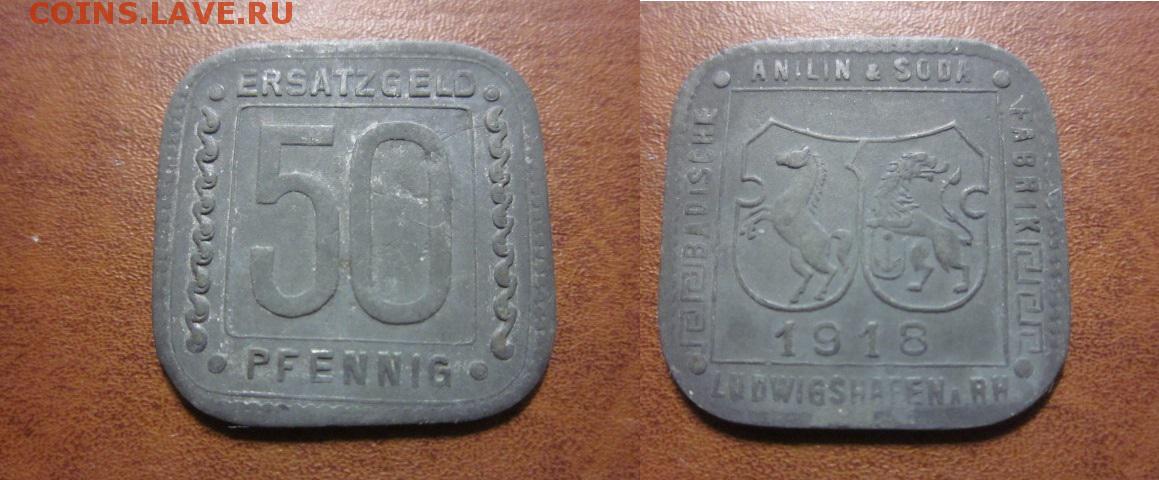 COINS.LAVE.RU
ERSATZGELD
50
PFENNIG
ANILIN & SODA
BADISCHE
FABRIK
1918
LUDWIGSHAFEN A RH